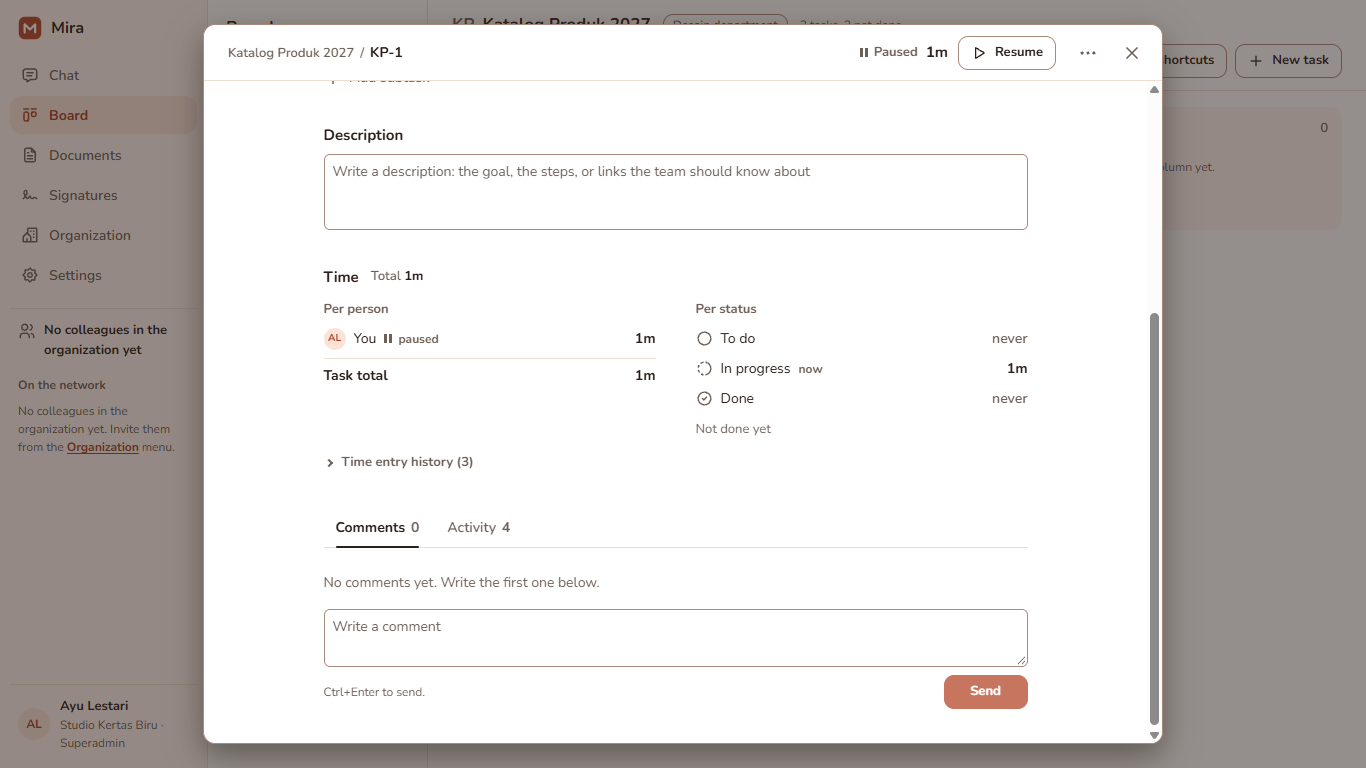 Mira
Chat
Board
Documents
Signatures
Organization
Settings
No colleagues in the
organization yet
On the network
No colleagues in the
organization yet. Invite them
from the Organization menu.
AL
Ayu Lestari
Studio Kertas Biru ·
Superadmin
Katalog Produk 2027 / KP-1
Paused 1m
Resume
Description
Write a description: the goal, the steps, or links the team should know about
Time Total 1m
Per person
AL You paused 1m
Task total 1m
Per status
To do never
In progress now 1m
Done never
Not done yet
Time entry history (3)
Comments 0 Activity 4
No comments yet. Write the first one below.
Write a comment
Ctrl+Enter to send.
Send
KP Katalog Produk 2027
New task
0
yet.